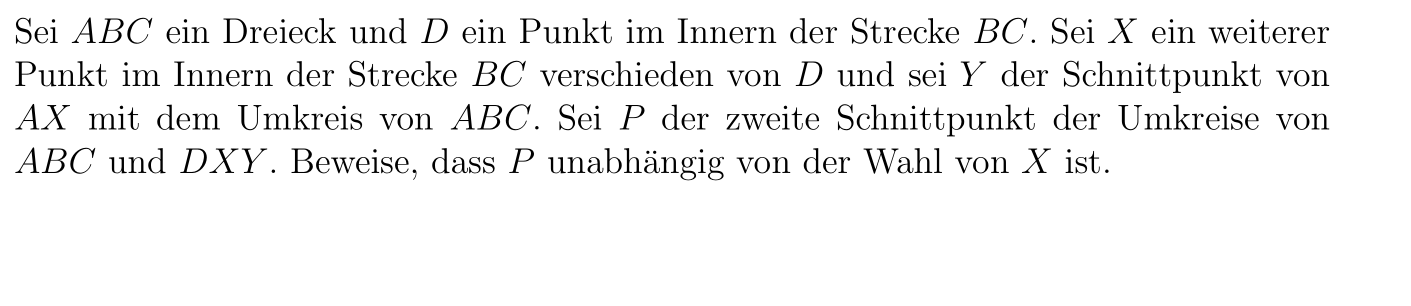 Sei ABC ein Dreieck und D ein Punkt im Innern der Strecke BC. Sei X ein weiterer
Punkt im Innern der Strecke BC verschieden von D und sei Y der Schnittpunkt von
AX mit dem Umkreis von ABC. Sei P der zweite Schnittpunkt der Umkreise von
ABC und DXY. Beweise, dass P unabhängig von der Wahl von X ist.